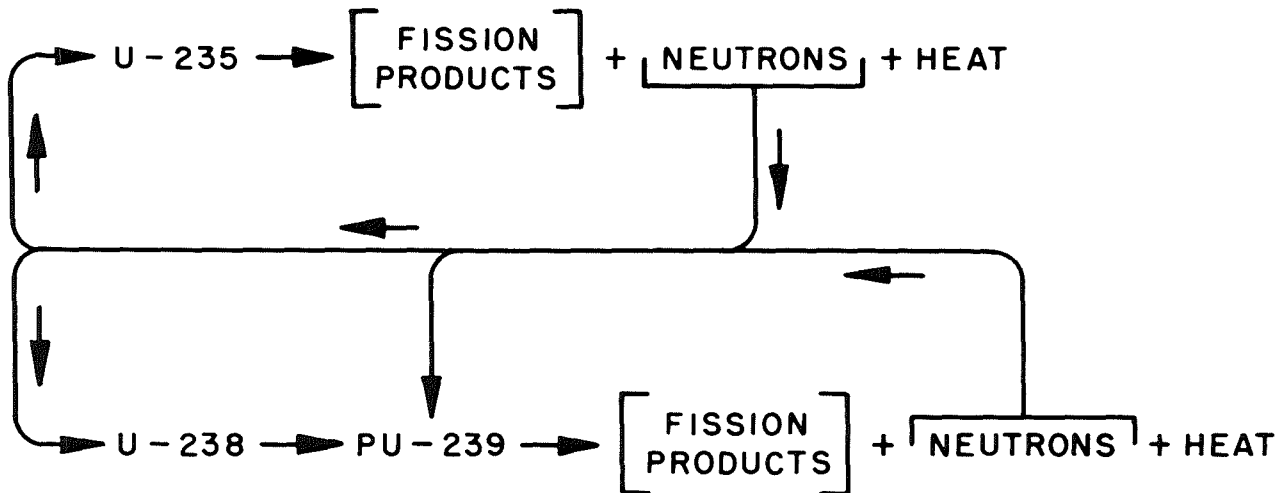 U-235 → [FISSION PRODUCTS] + NEUTRONS + HEAT
U-238 → PU-239 → [FISSION PRODUCTS] + NEUTRONS + HEAT